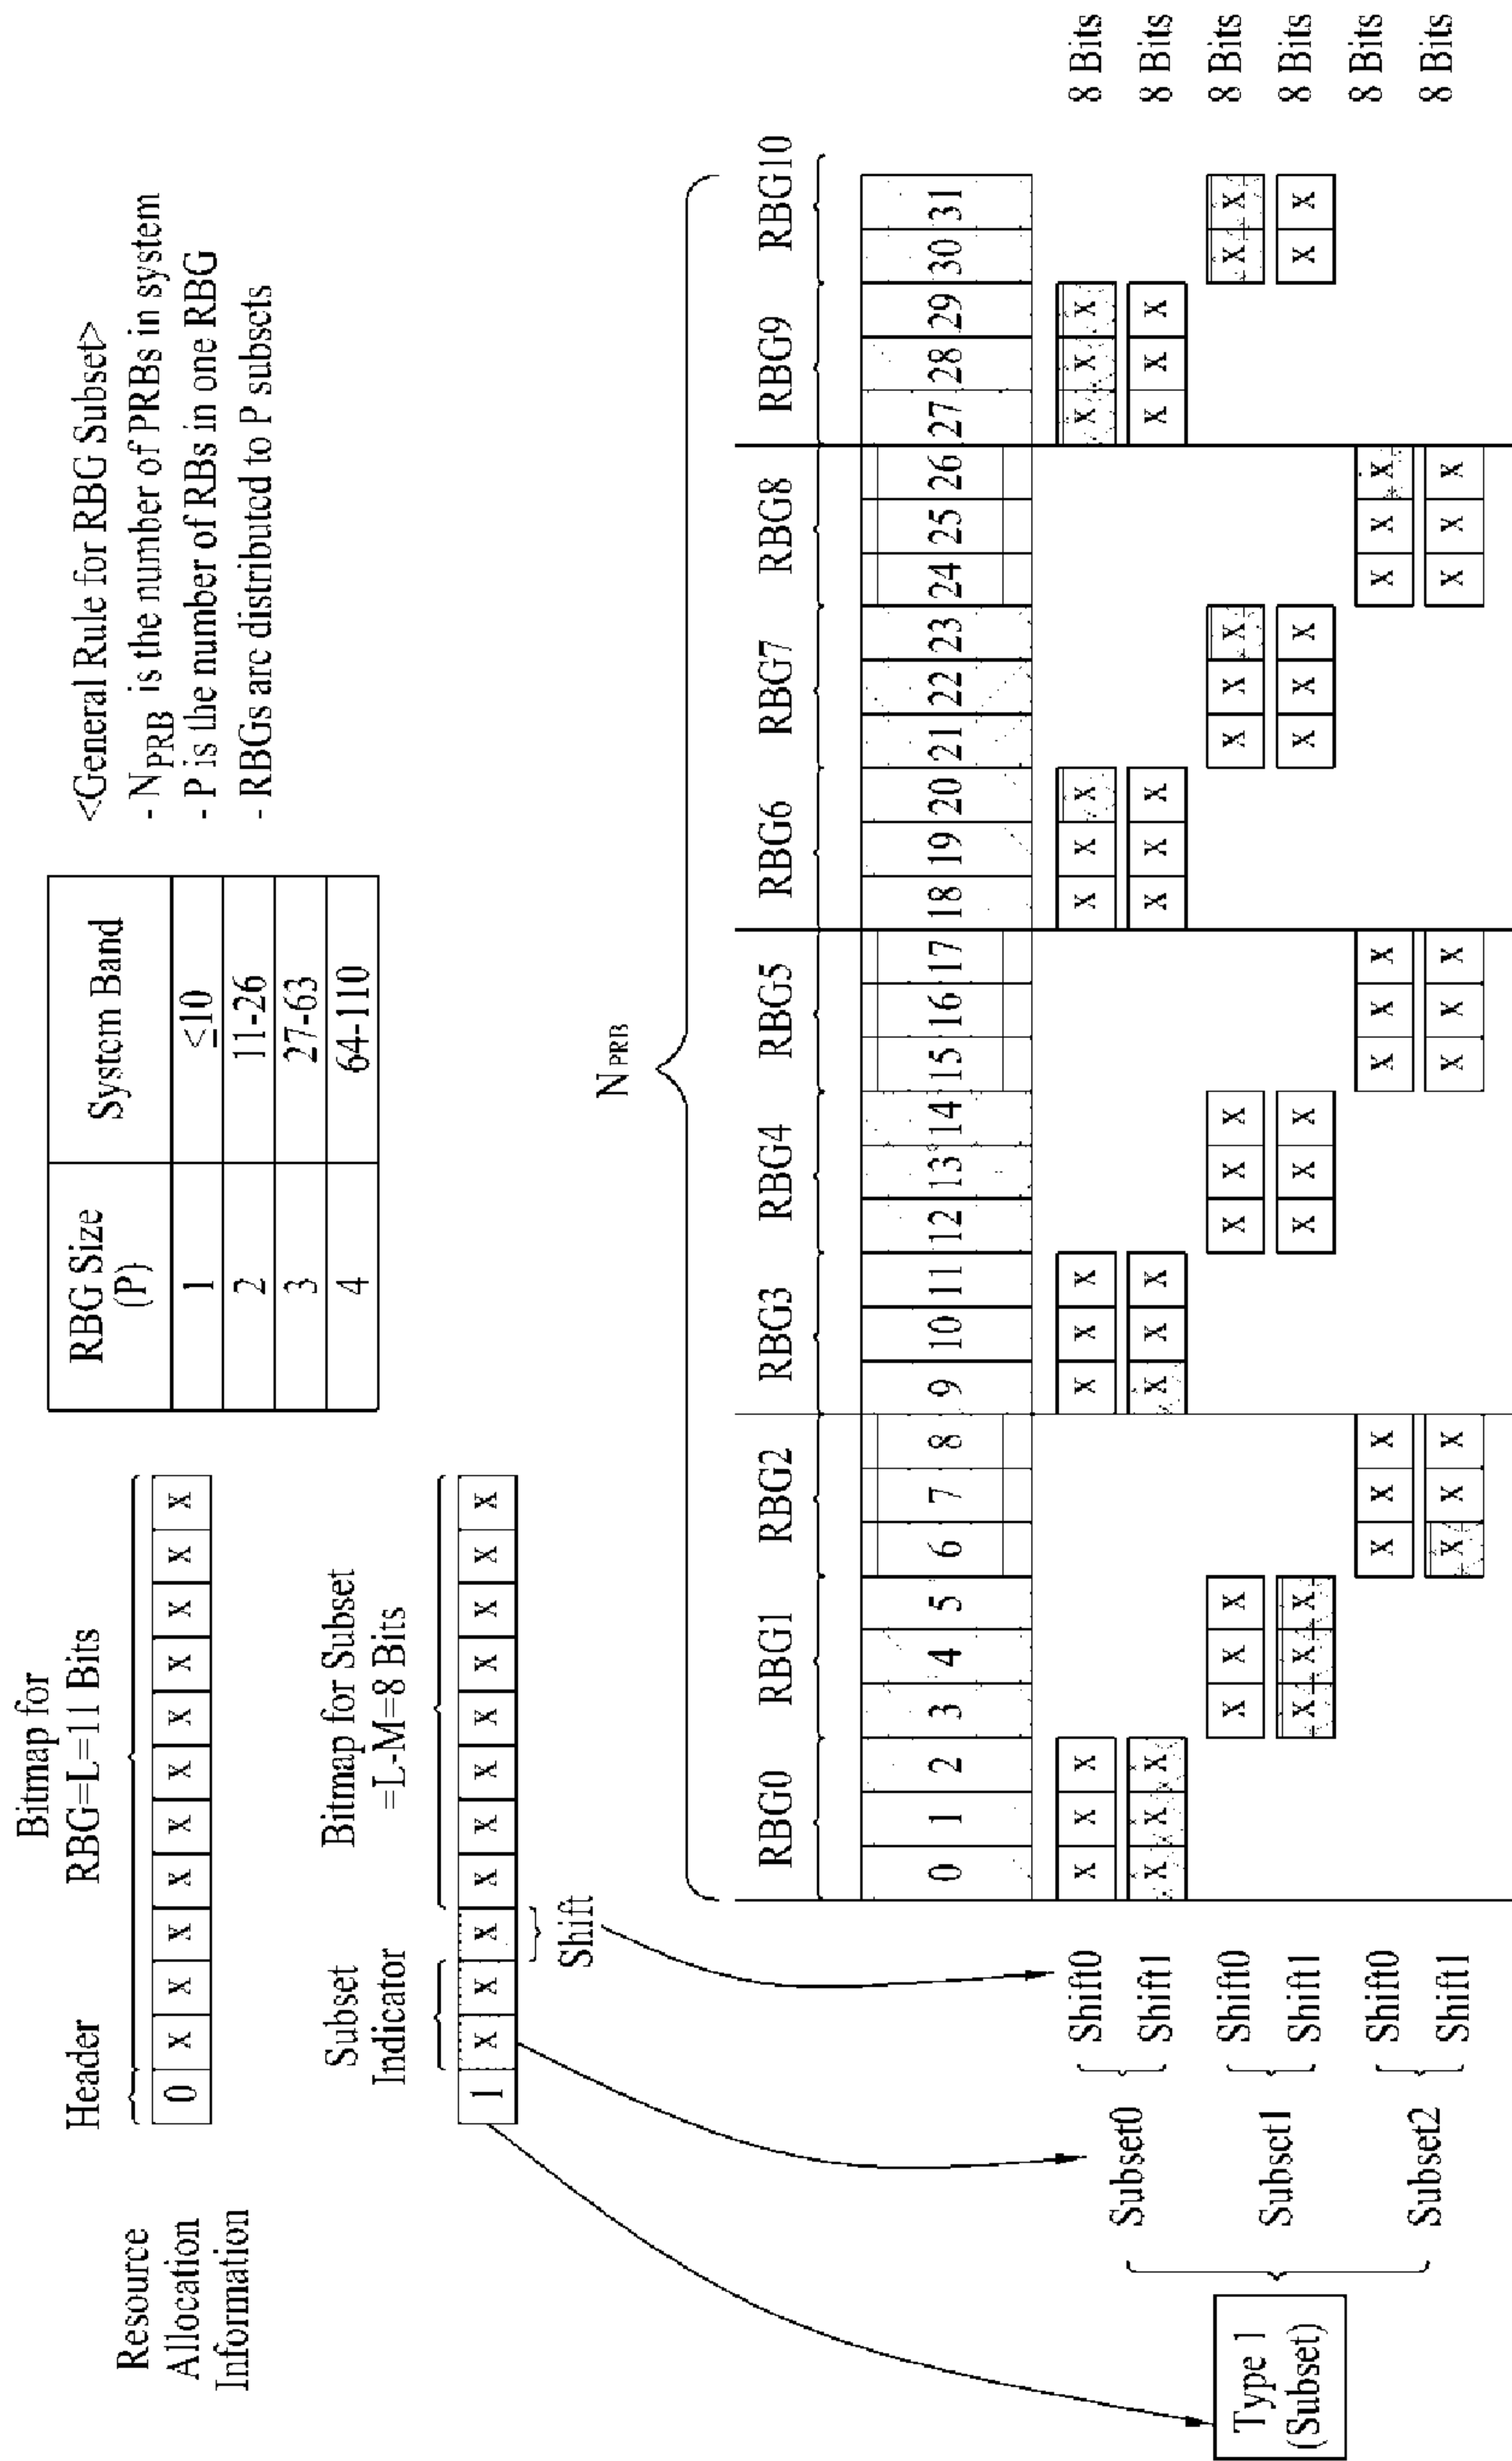 Resource
Allocation
Information
Header
Bitmap for
RBG=L=11 Bits
0 X X X X X X X X X X X
Subset
Indicator
Bitmap for Subset
=L-M=8 Bits
1 X X X X X X X X X X X
Shift
RBG Size
(P)
System Band
1 ≤10
2 11-26
3 27-63
4 64-110
<General Rule for RBG Subset>
- NPRB is the number of PRBs in system
- P is the number of RBs in one RBG
- RBGs are distributed to P subsets
NPRB
RBG0 RBG1 RBG2 RBG3 RBG4 RBG5 RBG6 RBG7 RBG8 RBG9 RBG10
0 1 2 3 4 5 6 7 8 9 10 11 12 13 14 15 16 17 18 19 20 21 22 23 24 25 26 27 28 29 30 31
Type 1
(Subset)
Subset0
Shift0 X X X X X X X X X X X X 8 Bits
Shift1 X X X X X X X X X X X X 8 Bits
Subset1
Shift0 X X X X X X X X X X X 8 Bits
Shift1 X X X X X X X X X X X 8 Bits
Subset2
Shift0 X X X X X X X X X 8 Bits
Shift1 X X X X X X X X X 8 Bits